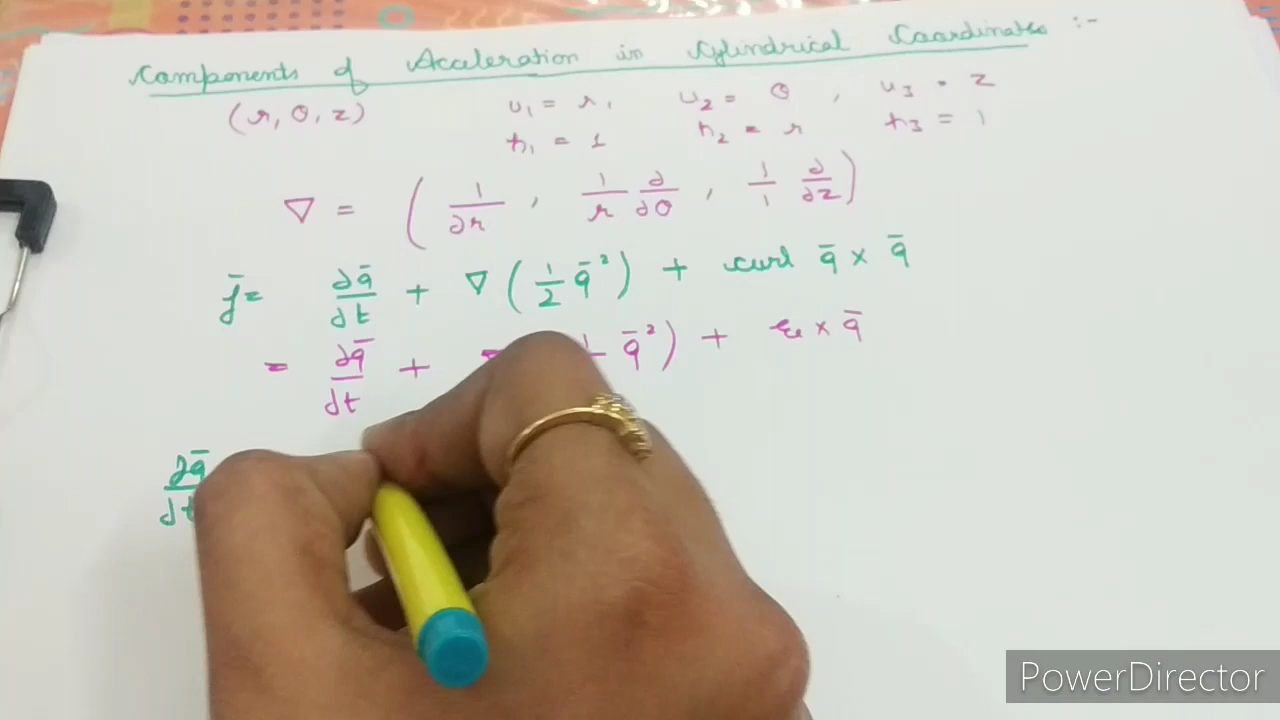 Components of Acceleration in Cylindrical Coordinates :-
(r, θ, z) u₁ = r, u₂ = θ, u₃ = z
h₁ = 1 h₂ = r h₃ = 1
∇ = ( 1/∂r , 1/r ∂/∂θ , 1/1 ∂/∂z )
f̄ = ∂q̄/∂t + ∇ ( 1/2 q̄² ) + curl q̄ × q̄
= ∂q̄/∂t + q̄² ) + × q̄
∂q̄/∂t
PowerDirector